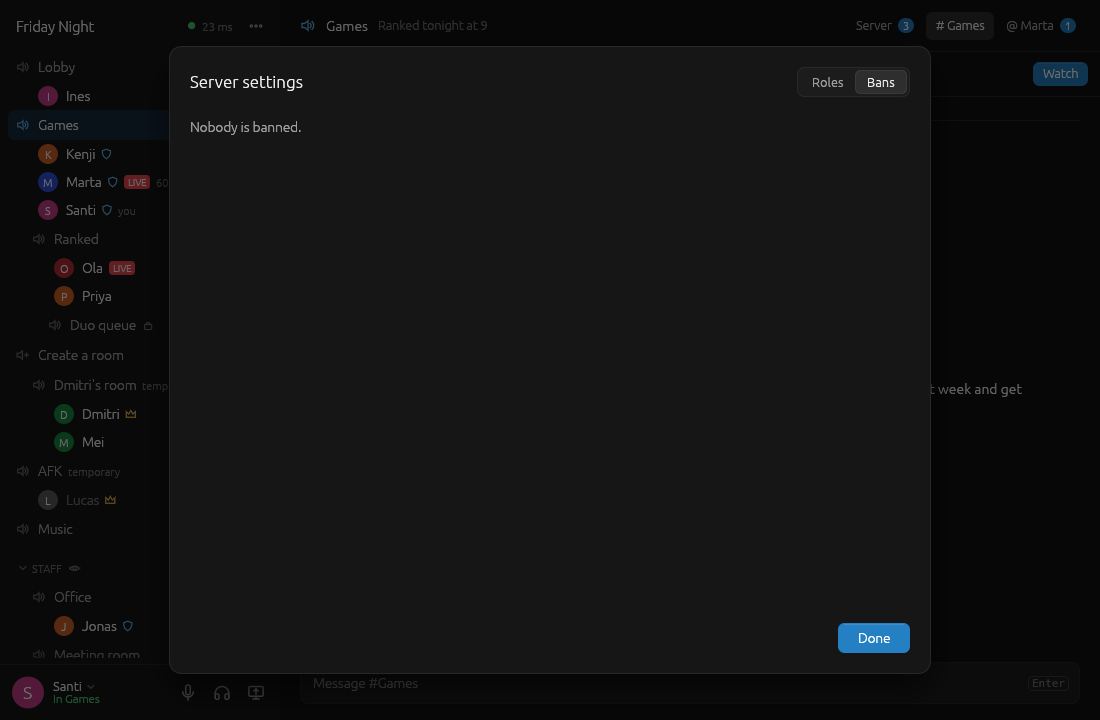 Friday Night
23 ms
Games
Ranked tonight at 9
Server 3
# Games
@ Marta 1
Watch
Server settings
Roles
Bans
Nobody is banned.
Lobby
I Ines
Games
K Kenji
M Marta LIVE 60
S Santi you
Ranked
O Ola LIVE
P Priya
Duo queue
Create a room
Dmitri's room temp
D Dmitri
M Mei
AFK temporary
L Lucas
Music
STAFF
Office
J Jonas
Meeting room
t week and get
Done
S Santi
In Games
Message #Games
Enter